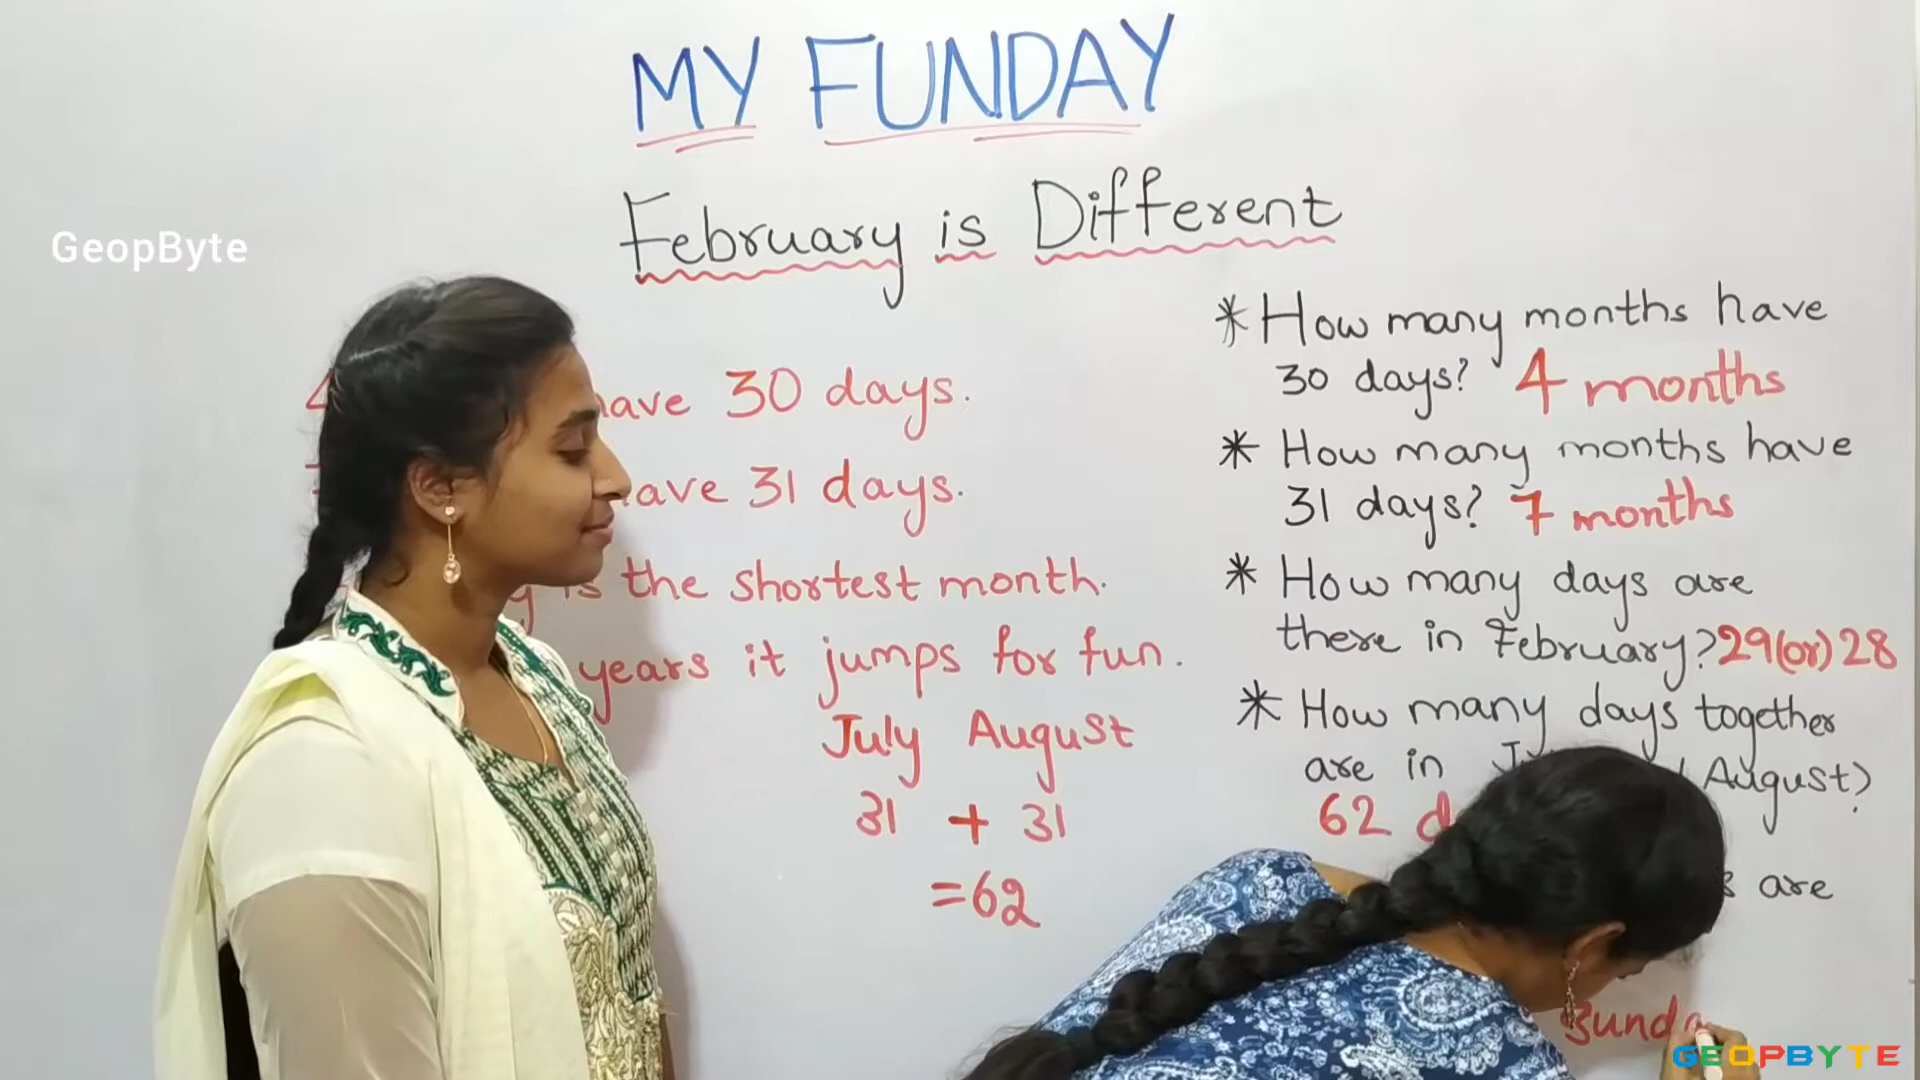 MY FUNDAY
February is Different
GeopByte
4 have 30 days.
have 31 days.
is the shortest month.
years it jumps for fun.
July August
31 + 31
=62
* How many months have
30 days? 4 months
* How many months have
31 days? 7 months
* How many days are
there in February? 29(or) 28
* How many days together
are in August?
62
are
GEOPBYTE